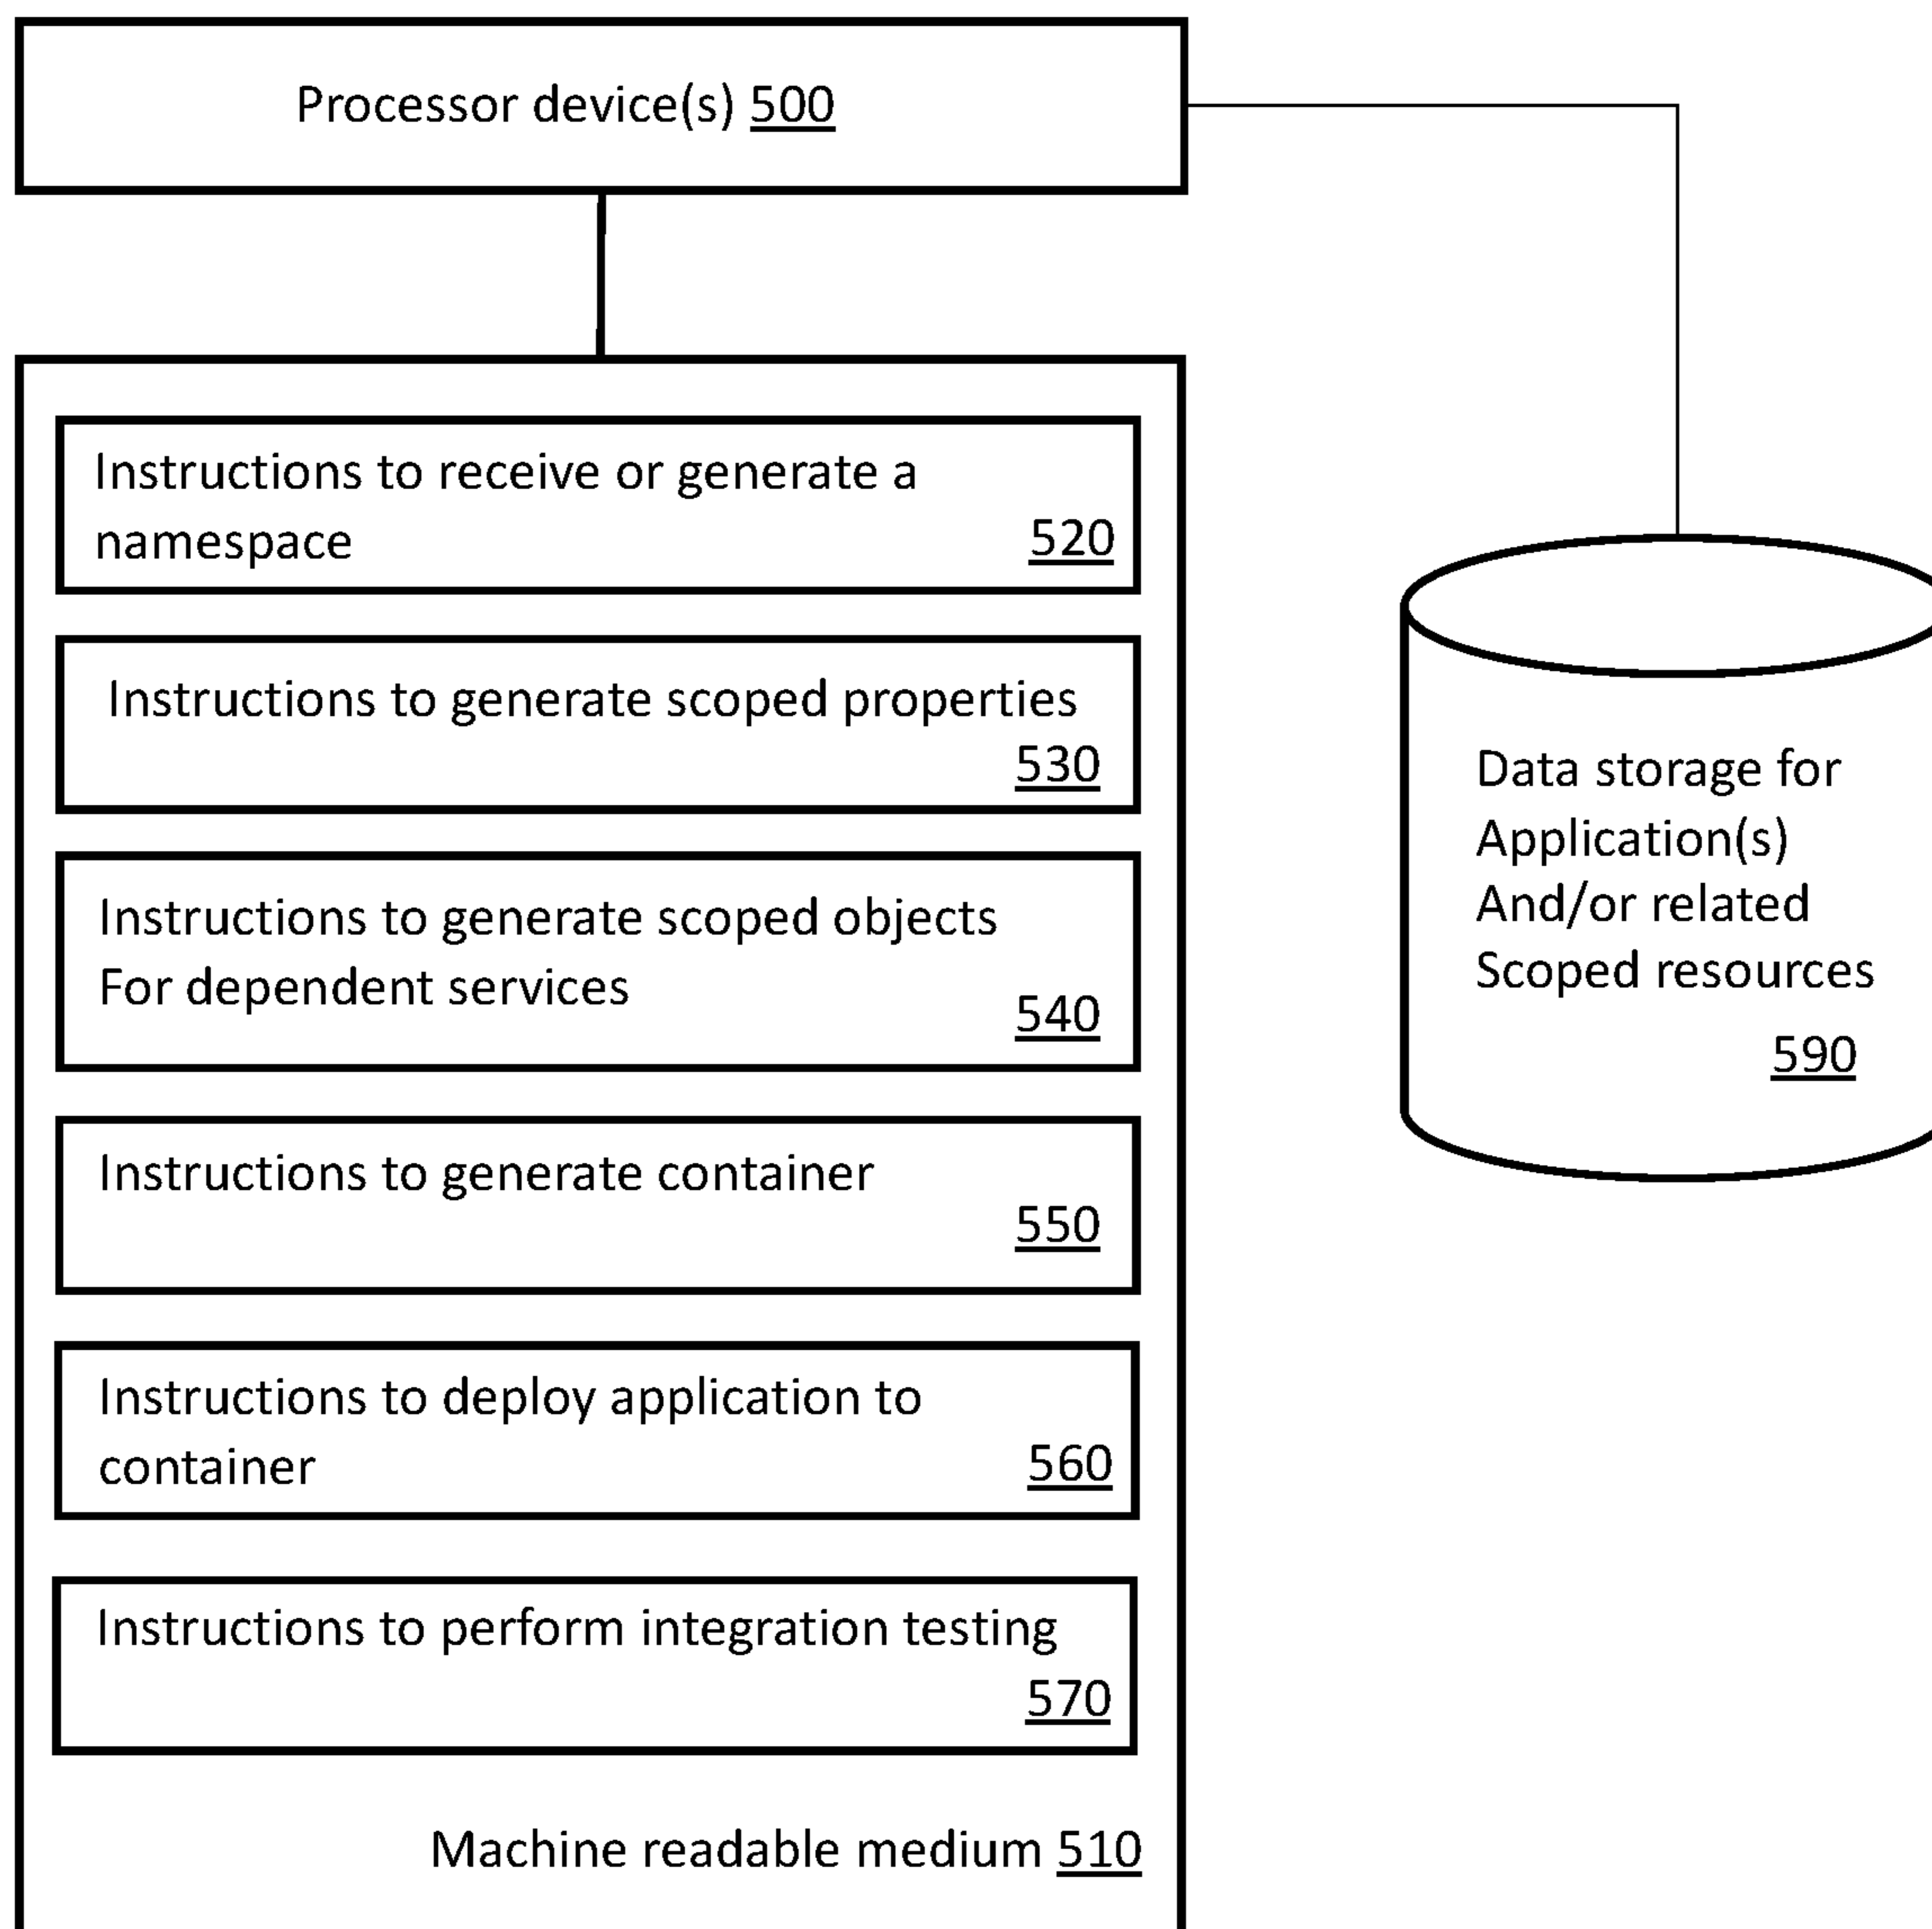 Processor device(s) 500
Instructions to receive or generate a
namespace 520
Instructions to generate scoped properties
530
Instructions to generate scoped objects
For dependent services
540
Instructions to generate container
550
Instructions to deploy application to
container 560
Instructions to perform integration testing
570
Machine readable medium 510
Data storage for
Application(s)
And/or related
Scoped resources
590